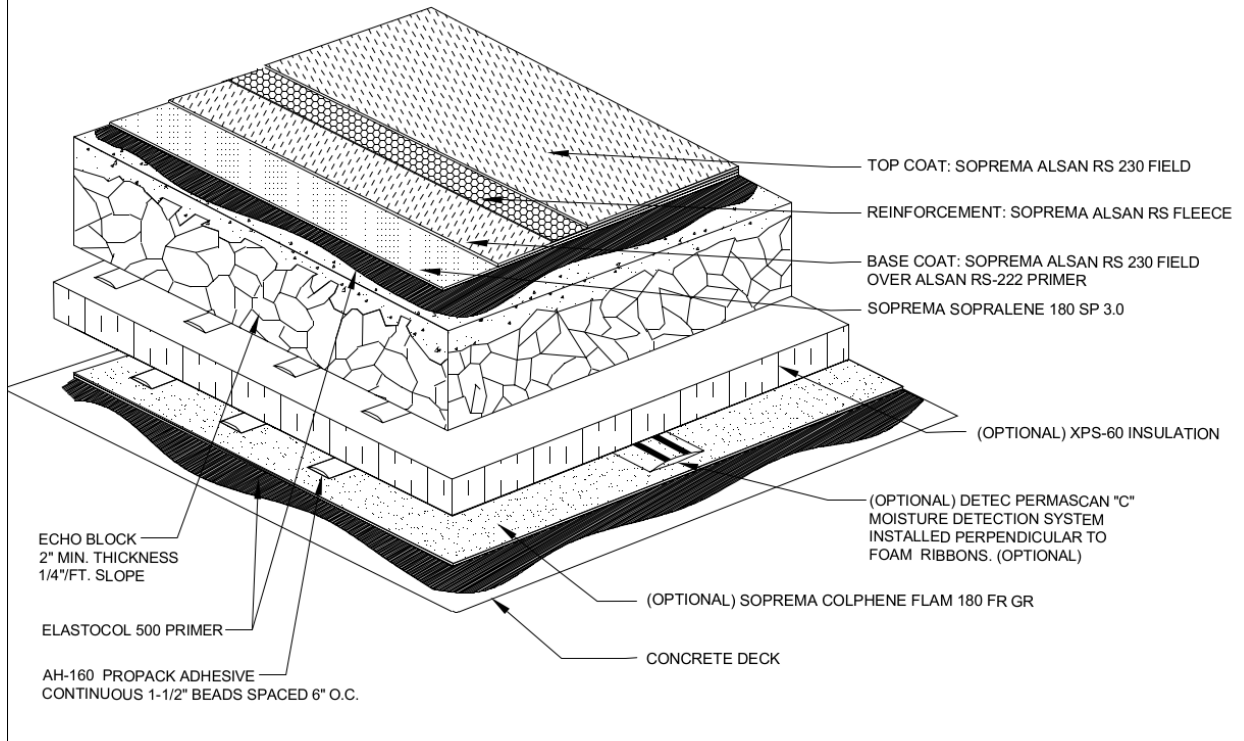 TOP COAT: SOPREMA ALSAN RS 230 FIELD
REINFORCEMENT: SOPREMA ALSAN RS FLEECE
BASE COAT: SOPREMA ALSAN RS 230 FIELD
OVER ALSAN RS-222 PRIMER
SOPREMA SOPRALENE 180 SP 3.0
(OPTIONAL) XPS-60 INSULATION
(OPTIONAL) DETEC PERMASCAN "C"
MOISTURE DETECTION SYSTEM
INSTALLED PERPENDICULAR TO
FOAM RIBBONS. (OPTIONAL)
(OPTIONAL) SOPREMA COLPHENE FLAM 180 FR GR
CONCRETE DECK
ECHO BLOCK
2" MIN. THICKNESS
1/4"/FT. SLOPE
ELASTOCOL 500 PRIMER
AH-160 PROPACK ADHESIVE
CONTINUOUS 1-1/2" BEADS SPACED 6" O.C.